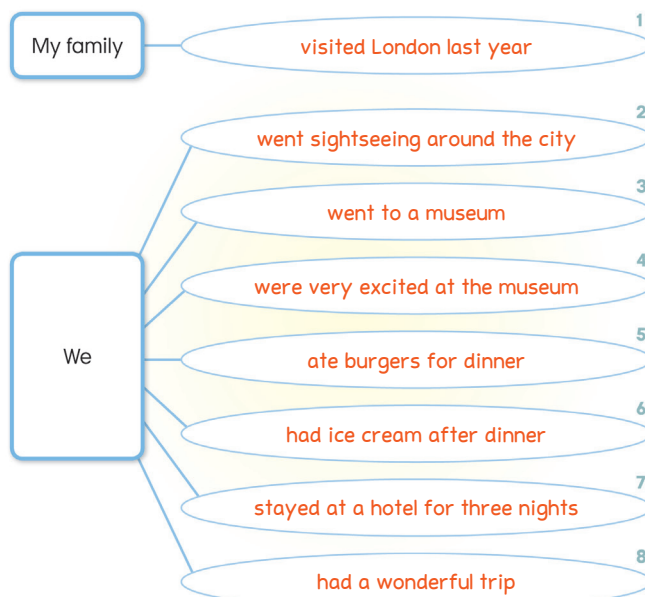 My family
1
visited London last year
2
went sightseeing around the city
3
went to a museum
4
were very excited at the museum
We
5
ate burgers for dinner
6
had ice cream after dinner
7
stayed at a hotel for three nights
8
had a wonderful trip